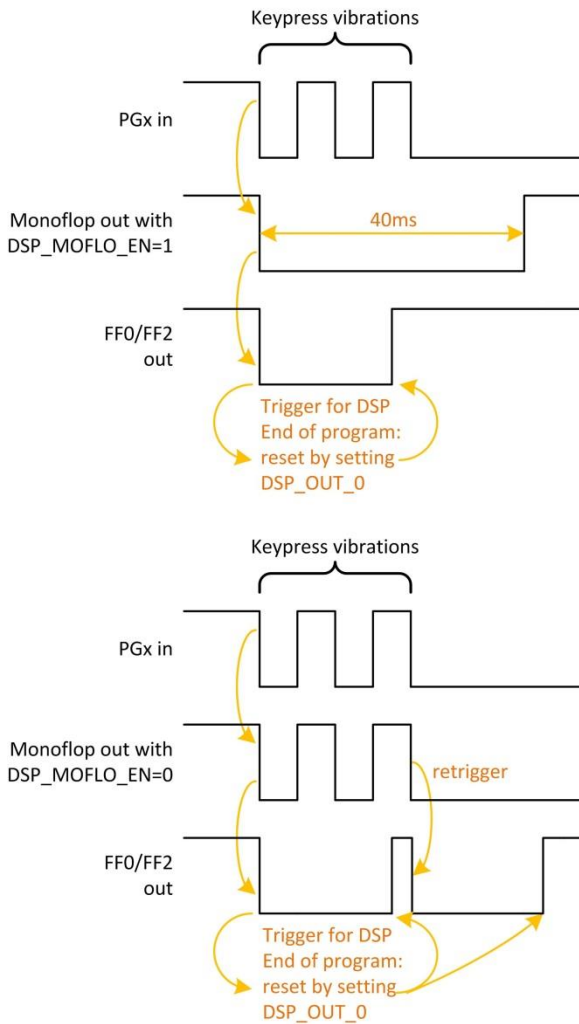 Keypress vibrations
PGx in
Monoflop out with
DSP_MOFLO_EN=1
40ms
FF0/FF2
out
Trigger for DSP
End of program:
reset by setting
DSP_OUT_0
Keypress vibrations
PGx in
Monoflop out with
DSP_MOFLO_EN=0
retrigger
FF0/FF2
out
Trigger for DSP
End of program:
reset by setting
DSP_OUT_0